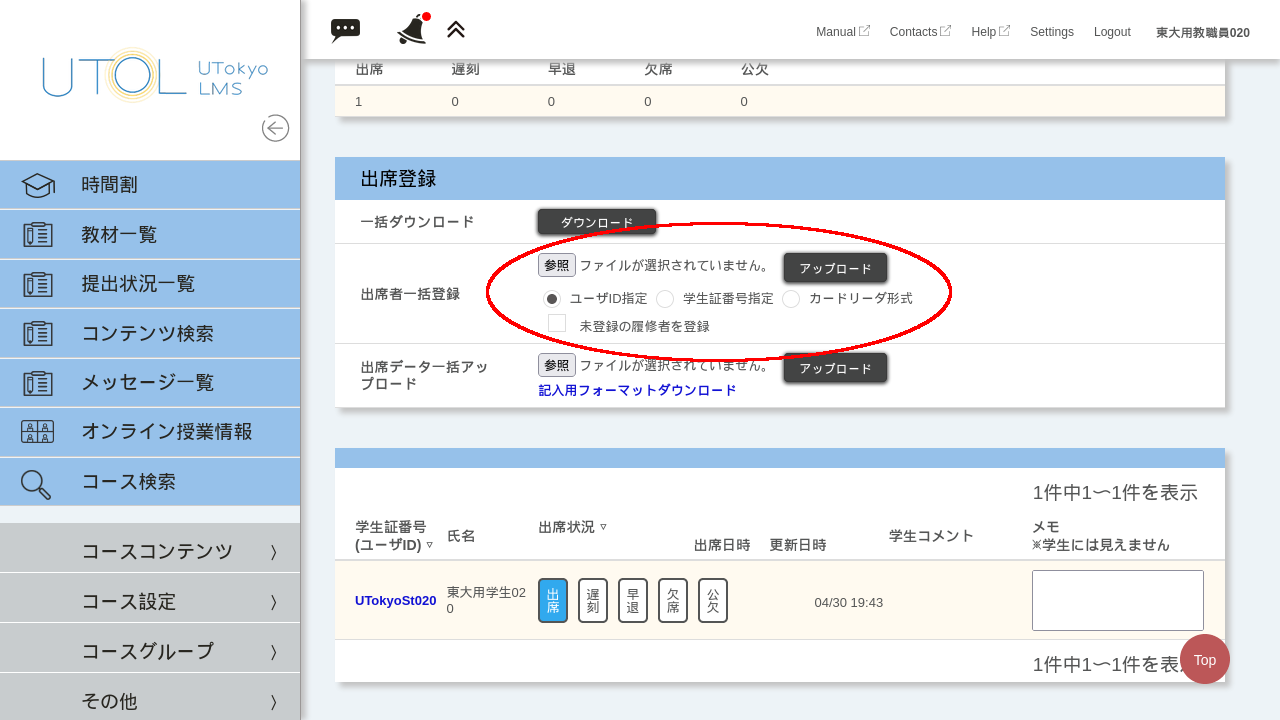 UTOL UTokyo LMS
Manual Contacts Help Settings Logout 東大用教職員020
時間割
教材一覧
提出状況一覧
コンテンツ検索
メッセージ一覧
オンライン授業情報
コース検索
コースコンテンツ 〉
コース設定 〉
コースグループ 〉
その他 〉
出席 遅刻 早退 欠席 公欠
1 0 0 0 0
出席登録
一括ダウンロード ダウンロード
出席者一括登録 参照 ファイルが選択されていません。 アップロード
ユーザID指定 学生証番号指定 カードリーダ形式
未登録の履修者を登録
出席データ一括アップロード 参照 ファイルが選択されていません。 アップロード
記入用フォーマットダウンロード
1件中1〜1件を表示
学生証番号(ユーザID) ▽ 氏名 出席状況 ▽ 出席日時 更新日時 学生コメント メモ
※学生には見えません
UTokyoSt020 東大用学生020 出席 遅刻 早退 欠席 公欠 04/30 19:43
1件中1〜1件を表示
Top